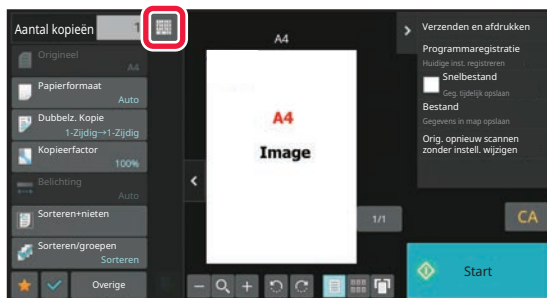 Aantal kopieën 1
Origineel
A4
Papierformaat
Auto
Dubbelz. Kopie
1-Zijdig→1-Zijdig
Kopieerfactor
100%
Belichting
Auto
Sorteren+nieten
Sorteren/groepen
Sorteren
Overige
A4
A4
Image
1/1
Verzenden en afdrukken
Programmaregistratie
Huidige inst. registreren
Snelbestand
Geg. tijdelijk opslaan
Bestand
Gegevens in map opslaan
Orig. opnieuw scannen
zonder instell. wijzigen
CA
Start